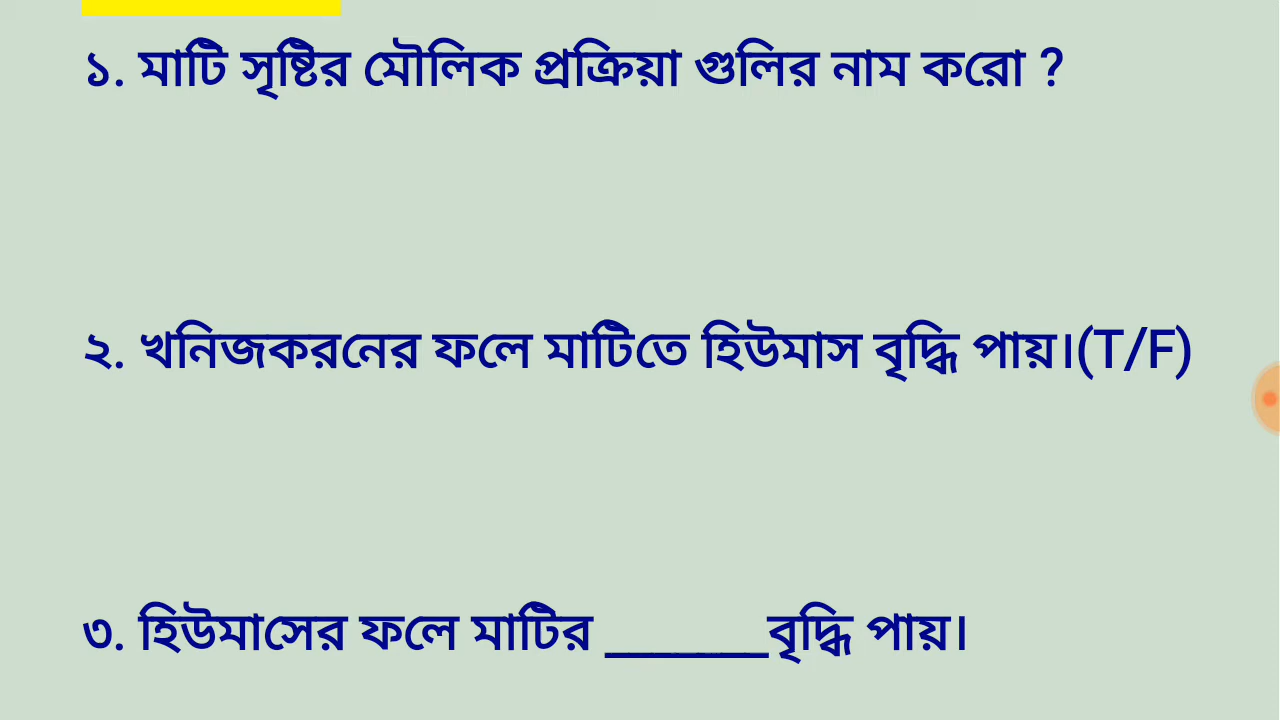 ১. মাটি সৃষ্টির মৌলিক প্রক্রিয়া গুলির নাম করো ?
২. খনিজকরনের ফলে মাটিতে হিউমাস বৃদ্ধি পায়।(T/F)
৩. হিউমাসের ফলে মাটির _______বৃদ্ধি পায়।